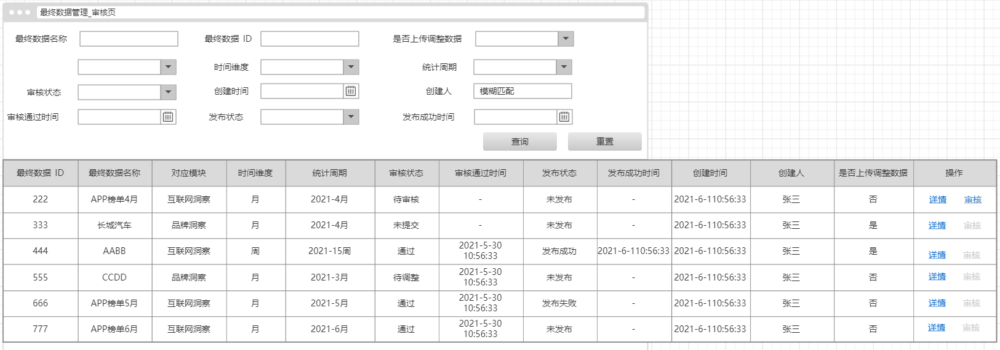 最终数据管理_审核页
最终数据名称 最终数据 ID 是否上传调整数据
时间维度 统计周期
审核状态 创建时间 创建人 模糊匹配
审核通过时间 发布状态 发布成功时间
查询 重置
最终数据 ID 最终数据名称 对应模块 时间维度 统计周期 审核状态 审核通过时间 发布状态 发布成功时间 创建时间 创建人 是否上传调整数据 操作
222 APP榜单4月 互联网洞察 月 2021-4月 待审核 - 未发布 - 2021-6-110:56:33 张三 否 详情 审核
333 长城汽车 品牌洞察 月 2021-4月 未提交 - 未发布 - 2021-6-110:56:33 张三 是 详情 审核
444 AABB 互联网洞察 周 2021-15周 通过 2021-5-30 10:56:33 发布成功 2021-6-110:56:33 2021-6-110:56:33 张三 是 详情 审核
555 CCDD 品牌洞察 月 2021-3月 待调整 2021-5-30 10:56:33 未发布 - 2021-6-110:56:33 张三 否 详情 审核
666 APP榜单5月 互联网洞察 月 2021-5月 通过 2021-5-30 10:56:33 发布失败 - 2021-6-110:56:33 张三 否 详情 审核
777 APP榜单6月 互联网洞察 月 2021-6月 通过 2021-5-30 10:56:33 未发布 - 2021-6-110:56:33 张三 否 详情 审核